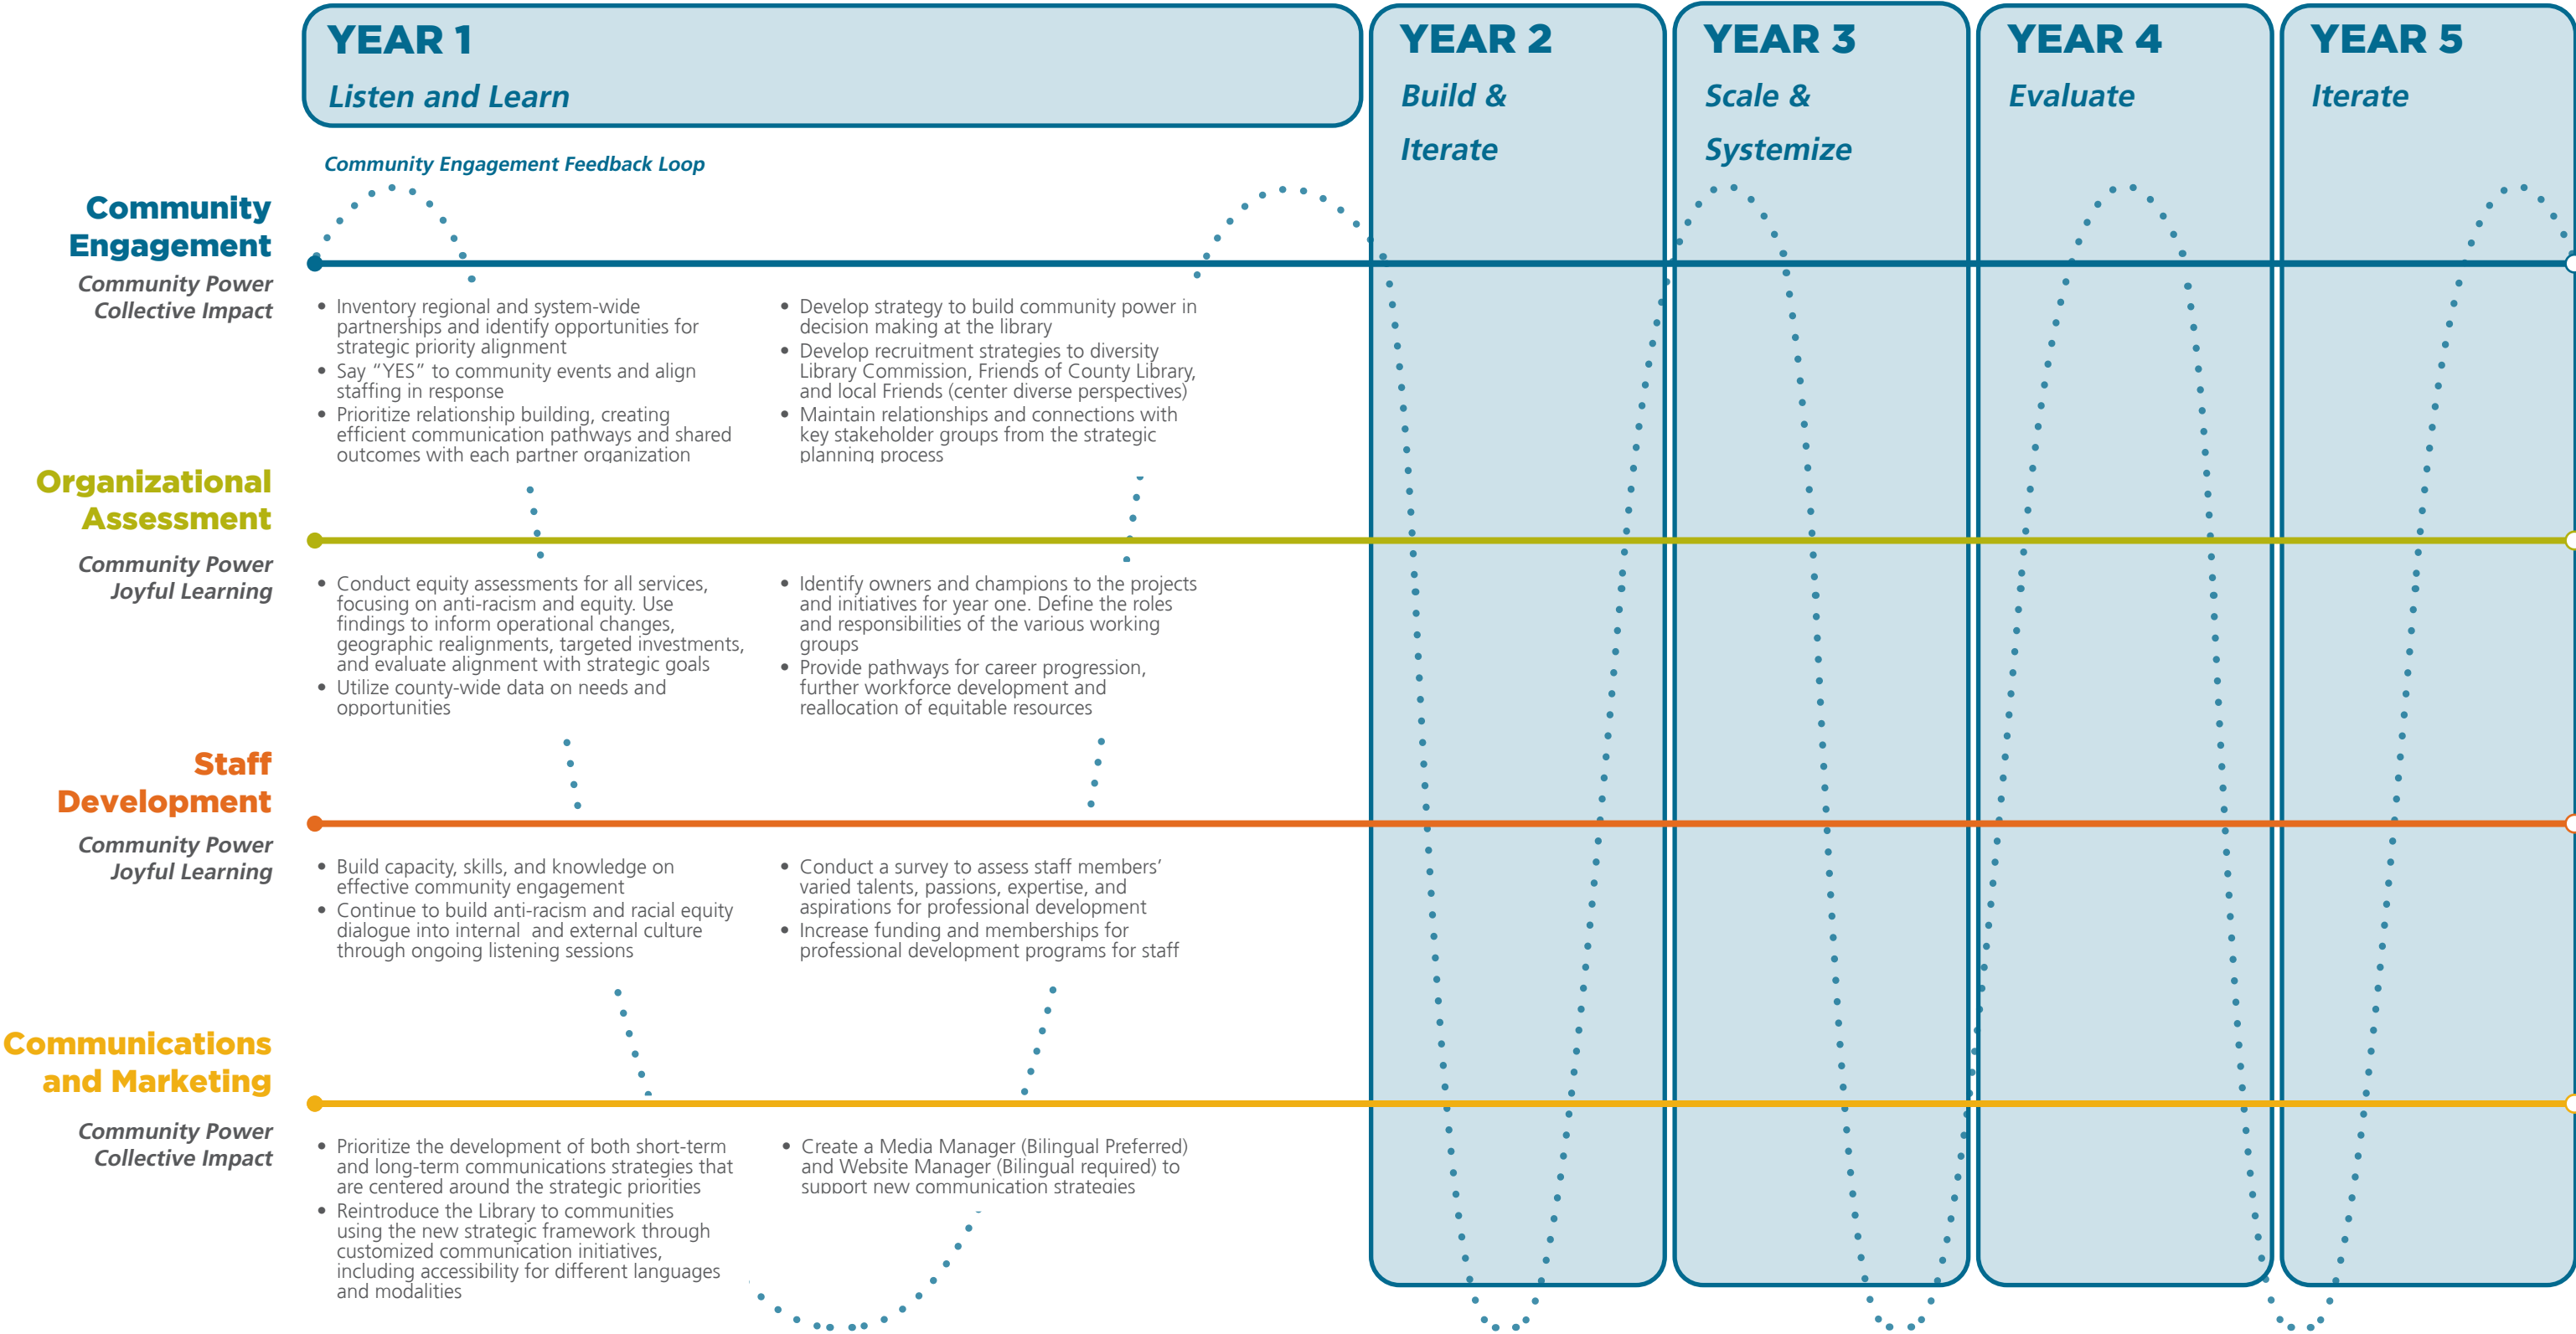 YEAR 1
Listen and Learn
YEAR 2
Build &
Iterate
YEAR 3
Scale &
Systemize
YEAR 4
Evaluate
YEAR 5
Iterate
Community Engagement Feedback Loop
Community
Engagement
Community Power
Collective Impact
• Inventory regional and system-wide
partnerships and identify opportunities for
strategic priority alignment
• Say “YES” to community events and align
staffing in response
• Prioritize relationship building, creating
efficient communication pathways and shared
outcomes with each partner organization
• Develop strategy to build community power in
decision making at the library
• Develop recruitment strategies to diversity
Library Commission, Friends of County Library,
and local Friends (center diverse perspectives)
• Maintain relationships and connections with
key stakeholder groups from the strategic
planning process
Organizational
Assessment
Community Power
Joyful Learning
• Conduct equity assessments for all services,
focusing on anti-racism and equity. Use
findings to inform operational changes,
geographic realignments, targeted investments,
and evaluate alignment with strategic goals
• Utilize county-wide data on needs and
opportunities
• Identify owners and champions to the projects
and initiatives for year one. Define the roles
and responsibilities of the various working
groups
• Provide pathways for career progression,
further workforce development and
reallocation of equitable resources
Staff
Development
Community Power
Joyful Learning
• Build capacity, skills, and knowledge on
effective community engagement
• Continue to build anti-racism and racial equity
dialogue into internal and external culture
through ongoing listening sessions
• Conduct a survey to assess staff members’
varied talents, passions, expertise, and
aspirations for professional development
• Increase funding and memberships for
professional development programs for staff
Communications
and Marketing
Community Power
Collective Impact
• Prioritize the development of both short-term
and long-term communications strategies that
are centered around the strategic priorities
• Reintroduce the Library to communities
using the new strategic framework through
customized communication initiatives,
including accessibility for different languages
and modalities
• Create a Media Manager (Bilingual Preferred)
and Website Manager (Bilingual required) to
support new communication strategies